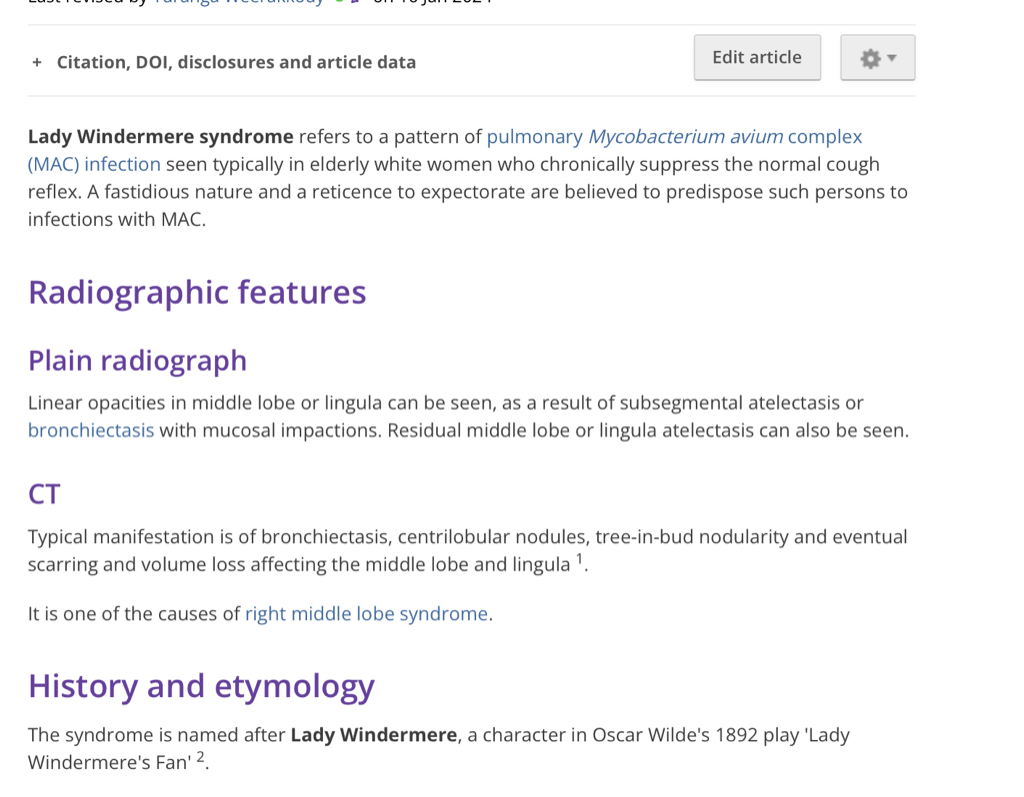 + Citation, DOI, disclosures and article data
Edit article
Lady Windermere syndrome refers to a pattern of pulmonary Mycobacterium avium complex
(MAC) infection seen typically in elderly white women who chronically suppress the normal cough
reflex. A fastidious nature and a reticence to expectorate are believed to predispose such persons to
infections with MAC.
Radiographic features
Plain radiograph
Linear opacities in middle lobe or lingula can be seen, as a result of subsegmental atelectasis or
bronchiectasis with mucosal impactions. Residual middle lobe or lingula atelectasis can also be seen.
CT
Typical manifestation is of bronchiectasis, centrilobular nodules, tree-in-bud nodularity and eventual
scarring and volume loss affecting the middle lobe and lingula 1.
It is one of the causes of right middle lobe syndrome.
History and etymology
The syndrome is named after Lady Windermere, a character in Oscar Wilde's 1892 play 'Lady
Windermere's Fan' 2.